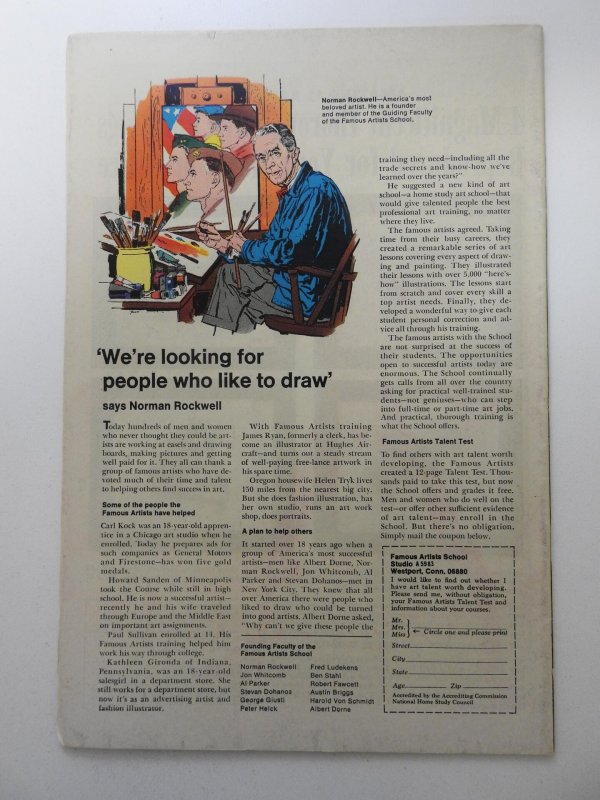 Norman Rockwell—America's most
beloved artist. He is a founder
and member of the Guiding Faculty
of the Famous Artists School.
'We're looking for
people who like to draw'
says Norman Rockwell
Today hundreds of men and women
who never thought they could be art-
ists are working at easels and drawing
boards, making pictures and getting
well paid for it. They all can thank a
group of famous artists who have de-
voted much of their time and talent
to helping others find success in art.
Some of the people the
Famous Artists have helped
Carl Kock was an 18-year-old appren-
tice in a Chicago art studio when he
enrolled. Today he prepares ads for
such companies as General Motors
and Firestone—has won five gold
medals.
Howard Sanden of Minneapolis
took the Course while still in high
school. He is now a successful artist—
recently he and his wife traveled
through Europe and the Middle East
on important art assignments.
Paul Sullivan enrolled at 14. His
Famous Artists training helped him
work his way through college.
Kathleen Gironda of Indiana,
Pennsylvania, was an 18-year-old
salesgirl in a department store. She
still works for a department store, but
now it's as an advertising artist and
fashion illustrator.
With Famous Artists training
James Ryan, formerly a clerk, has be-
come an illustrator at Hughes Air-
craft—and turns out a steady stream
of well-paying free-lance artwork in
his spare time.
Oregon housewife Helen Tryk lives
150 miles from the nearest big city.
But she does fashion illustration, has
her own studio, runs an art work
shop, does portraits.
A plan to help others
It started over 18 years ago when a
group of America's most successful
artists—men like Albert Dorne, Nor-
man Rockwell, Jon Whitcomb, Al
Parker and Stevan Dohanos—met in
New York City. They knew that all
over America there were people who
liked to draw who could be turned
into good artists. Albert Dorne asked,
"Why can't we give these people the
Founding Faculty of the
Famous Artists School
Norman Rockwell
Jon Whitcomb
Al Parker
Stevan Dohanos
George Giusti
Peter Helck
Fred Ludekens
Ben Stahl
Robert Fawcett
Austin Briggs
Harold Von Schmidt
Albert Dorne
training they need—including all the
trade secrets and know-how we've
learned over the years?"
He suggested a new kind of art
school—a home study art school—that
would give talented people the best
professional art training, no matter
where they live.
The famous artists agreed. Taking
time from their busy careers, they
created a remarkable series of art
lessons covering every aspect of draw-
ing and painting. They illustrated
their lessons with over 5,000 "here's-
how" illustrations. The lessons start
from scratch and cover every skill a
top artist needs. Finally, they de-
veloped a wonderful way to give each
student personal correction and ad-
vice all through his training.
The famous artists with the School
are not surprised at the success of
their students. The opportunities
open to successful artists today are
enormous. The School continually
gets calls from all over the country
asking for practical well-trained stu-
dents—not geniuses—who can step
into full-time or part-time art jobs.
And practical, thorough training is
what the School offers.
Famous Artists Talent Test
To find others with art talent worth
developing, the Famous Artists
created a 12-page Talent Test. Thou-
sands paid to take this test, but now
the School offers and grades it free.
Men and women who do well on the
test—or offer other sufficient evidence
of art talent—may enroll in the
School. But there's no obligation.
Simply mail the coupon below.
Famous Artists School
Studio A5983
Westport, Conn. 06880
I would like to find out whether I
have art talent worth developing.
Please send me, without obligation,
your Famous Artists Talent Test and
information about your courses.
Mr.
Mrs.
Miss ← Circle one and please print
Street
City
State
Age Zip
Accredited by the Accrediting Commission
National Home Study Council